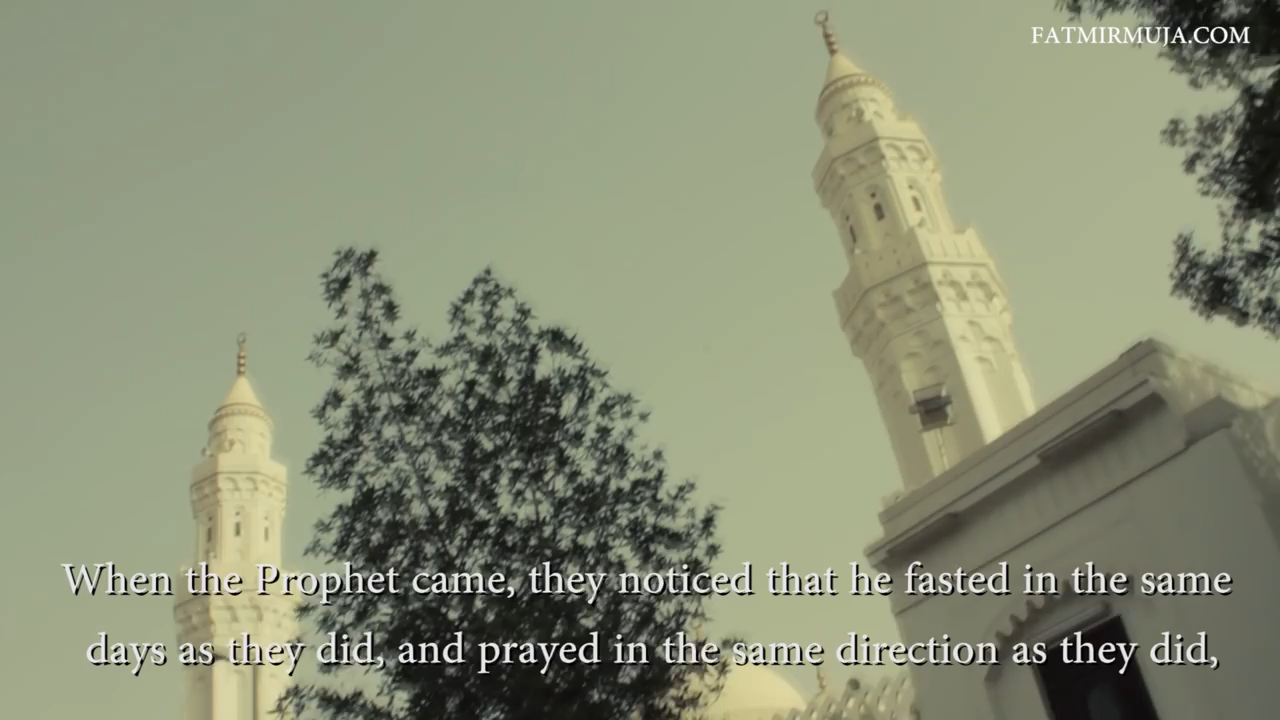 FATMIRMUJA.COM
When the Prophet came, they noticed that he fasted in the same
days as they did, and prayed in the same direction as they did,